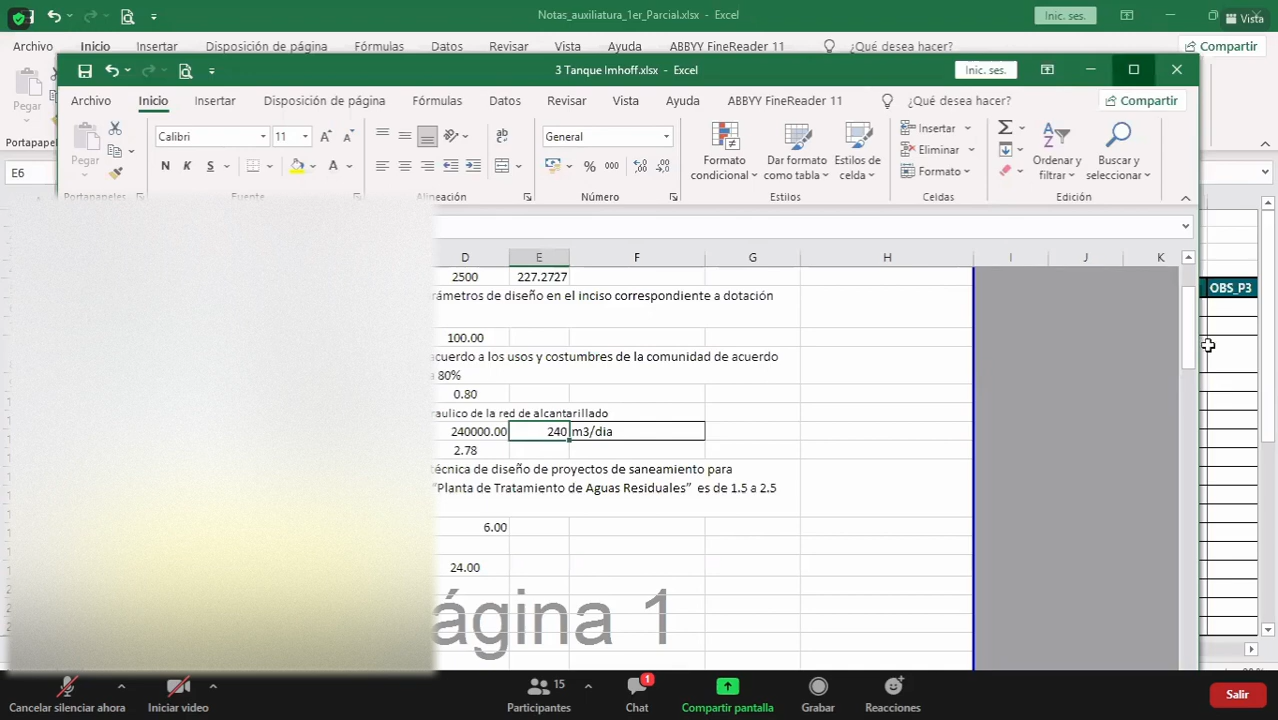 Notas_auxiliatura_1er_Parcial.xlsx - Excel
Inic. ses.
Vista
Archivo Inicio Insertar Disposición de página Fórmulas Datos Revisar Vista Ayuda ABBYY FineReader 11 ¿Qué desea hacer? Compartir
3 Tanque Imhoff.xlsx - Excel
Inic. ses.
Archivo Inicio Insertar Disposición de página Fórmulas Datos Revisar Vista Ayuda ABBYY FineReader 11 ¿Qué desea hacer? Compartir
Pegar
Portapapeles
E6
Pegar
Calibri 11
N K S A
General
% 000
Formato condicional
Dar formato como tabla
Estilos de celda
Insertar
Eliminar
Formato
Ordenar y filtrar
Buscar y seleccionar
Portapapeles Fuente Alineación Número Estilos Celdas Edición
D E F G H I J K
2500 227.2727
OBS_P3
rámetros de diseño en el inciso correspondiente a dotación
100.00
acuerdo a los usos y costumbres de la comunidad de acuerdo
a 80%
0.80
raulico de la red de alcantarillado
240000.00 240 m3/dia
2.78
técnica de diseño de proyectos de saneamiento para
“Planta de Tratamiento de Aguas Residuales” es de 1.5 a 2.5
6.00
24.00
ágina 1
Cancelar silenciar ahora
Iniciar video
15
Participantes
1
Chat
Compartir pantalla
Grabar
Reacciones
Salir